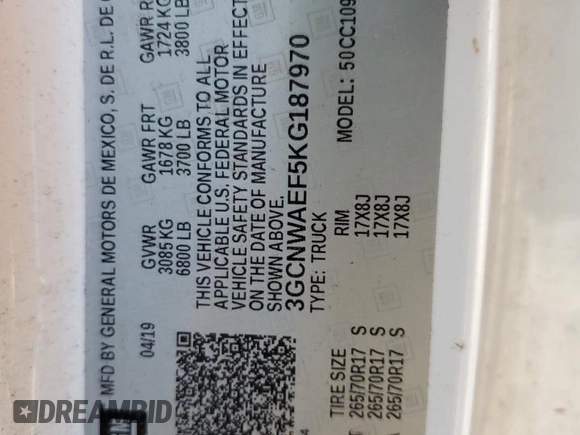 MFD BY GENERAL MOTORS DE MEXICO, S. DE R.L. DE
04/19
GVWR GAWR FRT GAWR
3085 KG 1678 KG 1724 KG
6800 LB 3700 LB 3800 LB
THIS VEHICLE CONFORMS TO ALL
APPLICABLE U.S. FEDERAL MOTOR
VEHICLE SAFETY STANDARDS IN EFFECT
ON THE DATE OF MANUFACTURE
SHOWN ABOVE.
3GCNWAEF5KG187970
TYPE: TRUCK MODEL: 50CC109
TIRE SIZE RIM
265/70R17 S 17X8J
265/70R17 S 17X8J
265/70R17 S 17X8J
GM
DREAMBID